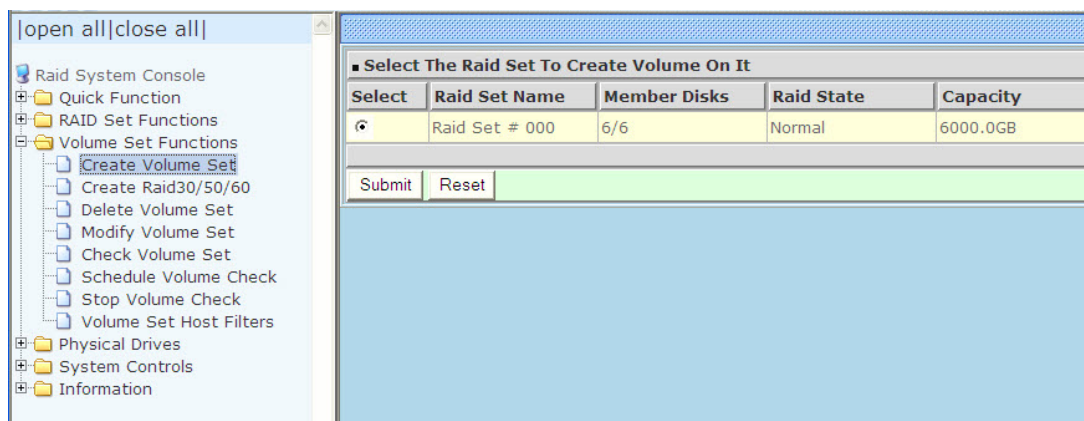 |open all|close all|
Raid System Console
Quick Function
RAID Set Functions
Volume Set Functions
Create Volume Set
Create Raid30/50/60
Delete Volume Set
Modify Volume Set
Check Volume Set
Schedule Volume Check
Stop Volume Check
Volume Set Host Filters
Physical Drives
System Controls
Information
Select The Raid Set To Create Volume On It
Select Raid Set Name Member Disks Raid State Capacity
Raid Set # 000 6/6 Normal 6000.0GB
Submit Reset